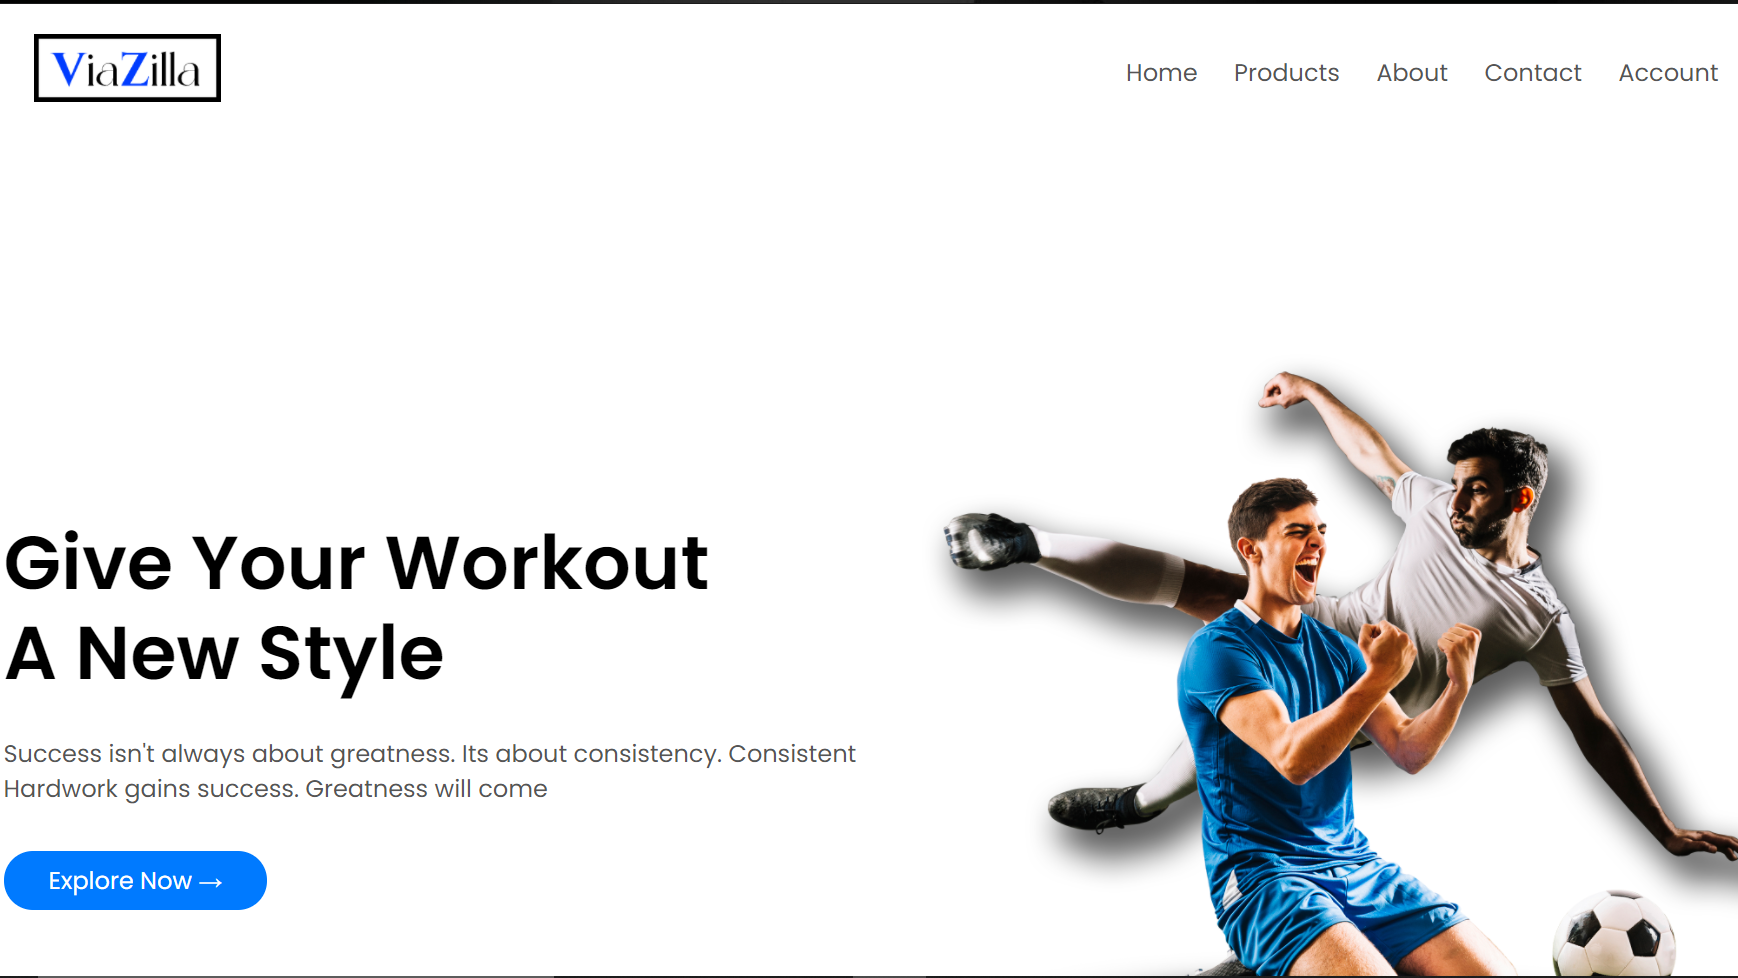 ViaZilla
Home Products About Contact Account
Give Your Workout
A New Style
Success isn't always about greatness. Its about consistency. Consistent
Hardwork gains success. Greatness will come
Explore Now →